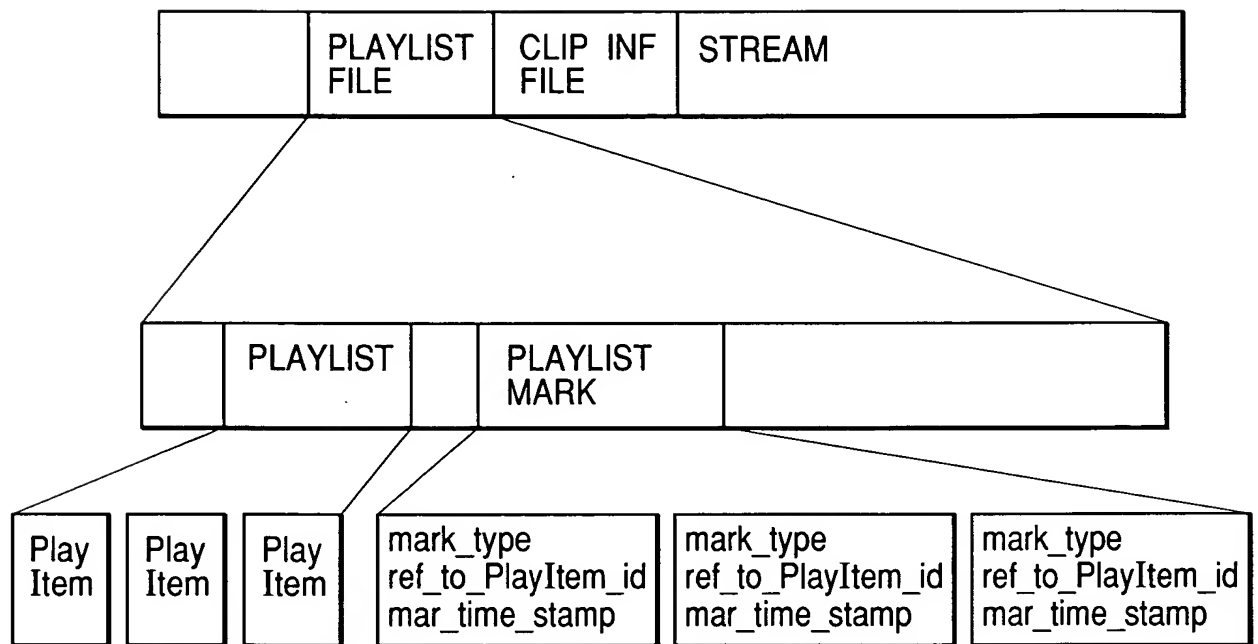 PLAYLIST FILE
CLIP INF FILE
STREAM
PLAYLIST
PLAYLIST MARK
Play Item
Play Item
Play Item
mark_type
ref_to_PlayItem_id
mar_time_stamp
mark_type
ref_to_PlayItem_id
mar_time_stamp
mark_type
ref_to_PlayItem_id
mar_time_stamp